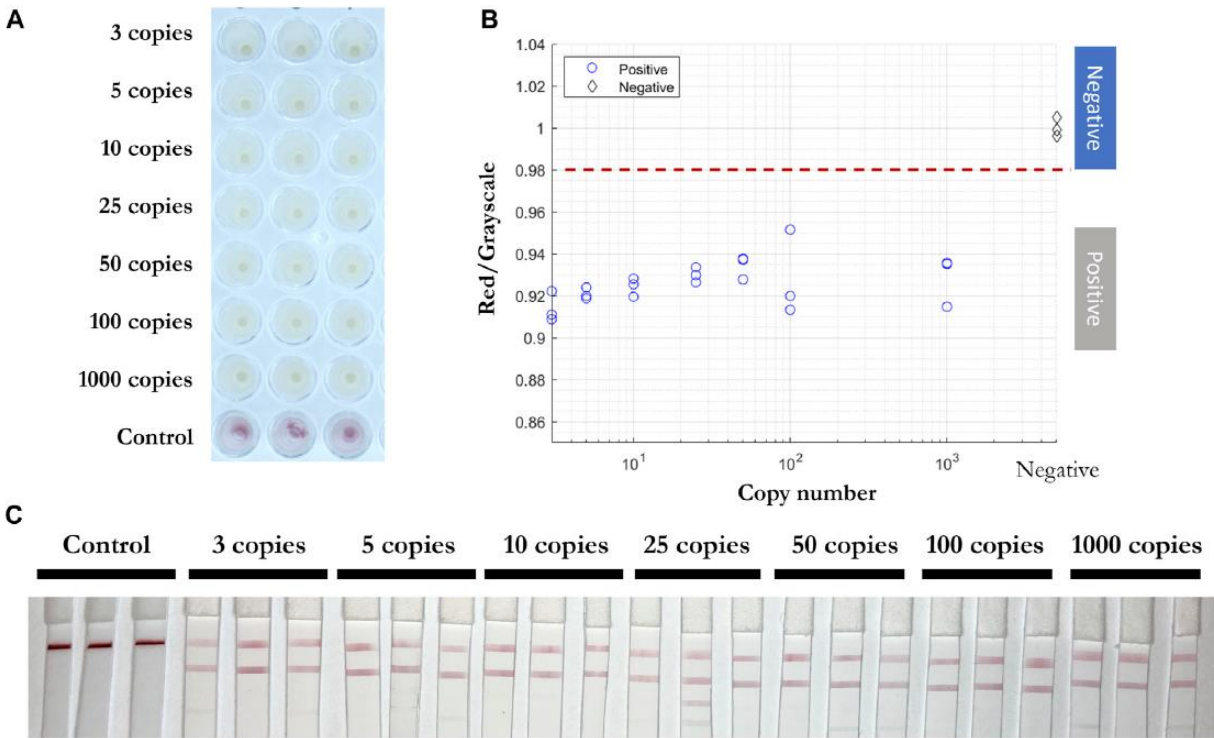 A
3 copies
5 copies
10 copies
25 copies
50 copies
100 copies
1000 copies
Control
B
Red/Grayscale
1.04
1.02
1
0.98
0.96
0.94
0.92
0.9
0.88
0.86
Positive
Negative
10¹
10²
10³
Negative
Copy number
Negative
Positive
C
Control
3 copies
5 copies
10 copies
25 copies
50 copies
100 copies
1000 copies